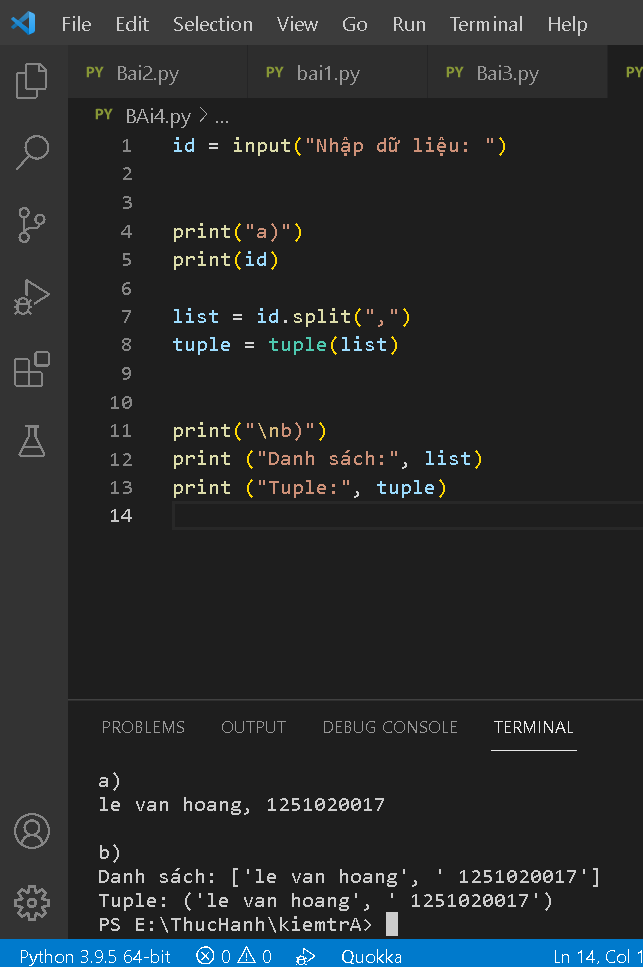 File Edit Selection View Go Run Terminal Help
PY Bai2.py PY bai1.py PY Bai3.py PY
PY BAi4.py > ...
1 id = input("Nhập dữ liệu: ")
2
3
4 print("a)")
5 print(id)
6
7 list = id.split(",")
8 tuple = tuple(list)
9
10
11 print("\nb)")
12 print ("Danh sách:", list)
13 print ("Tuple:", tuple)
14
PROBLEMS OUTPUT DEBUG CONSOLE TERMINAL
a)
le van hoang, 1251020017
b)
Danh sách: ['le van hoang', ' 1251020017']
Tuple: ('le van hoang', ' 1251020017')
PS E:\ThucHanh\kiemtrA>
Python 3.9.5 64-bit 0 0 Quokka Ln 14, Col 1